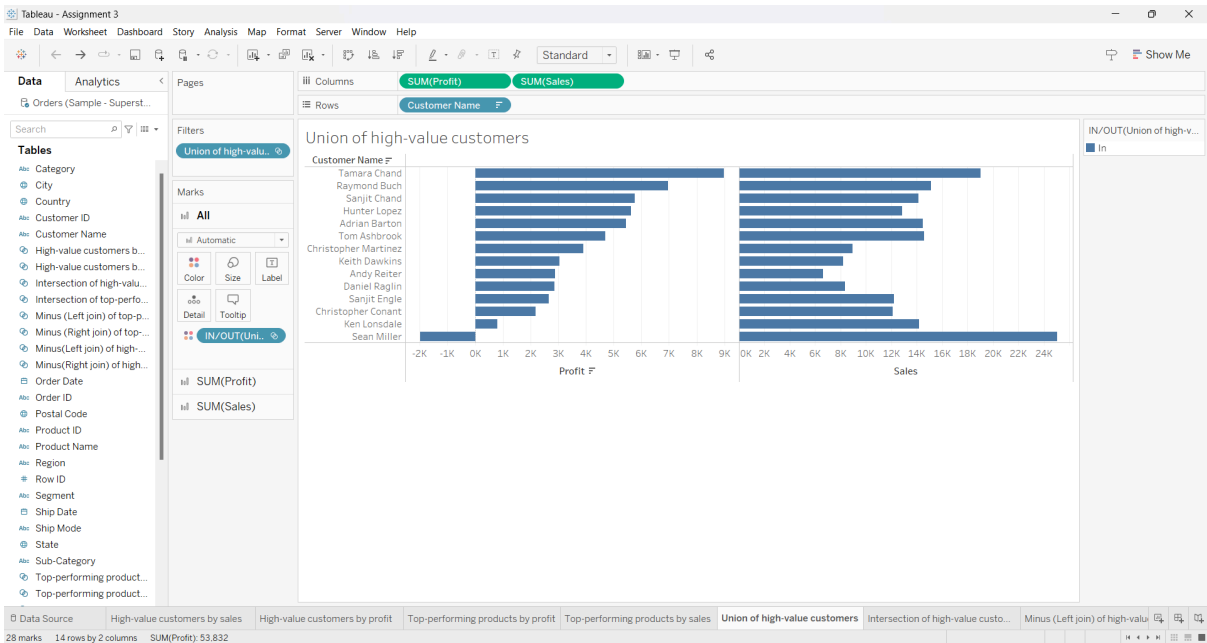 Tableau - Assignment 3
File Data Worksheet Dashboard Story Analysis Map Format Server Window Help
Standard
Show Me
Data Analytics
Orders (Sample - Superst...
Search
Tables
Category
City
Country
Customer ID
Customer Name
High-value customers b...
High-value customers b...
Intersection of high-valu...
Intersection of top-perfo...
Minus (Left join) of top-p...
Minus (Right join) of top-...
Minus(Left join) of high-...
Minus(Right join) of high...
Order Date
Order ID
Postal Code
Product ID
Product Name
Region
Row ID
Segment
Ship Date
Ship Mode
State
Sub-Category
Top-performing product...
Top-performing product...
Pages
Filters
Union of high-valu..
Marks
All
Automatic
Color Size Label
Detail Tooltip
IN/OUT(Uni..
SUM(Profit)
SUM(Sales)
Columns SUM(Profit) SUM(Sales)
Rows Customer Name
Union of high-value customers
Customer Name
Tamara Chand
Raymond Buch
Sanjit Chand
Hunter Lopez
Adrian Barton
Tom Ashbrook
Christopher Martinez
Keith Dawkins
Andy Reiter
Daniel Raglin
Sanjit Engle
Christopher Conant
Ken Lonsdale
Sean Miller
-2K -1K 0K 1K 2K 3K 4K 5K 6K 7K 8K 9K 0K 2K 4K 6K 8K 10K 12K 14K 16K 18K 20K 22K 24K
Profit Sales
IN/OUT(Union of high-v...
In
Data Source High-value customers by sales High-value customers by profit Top-performing products by profit Top-performing products by sales Union of high-value customers Intersection of high-value custo... Minus (Left join) of high-valu
28 marks 14 rows by 2 columns SUM(Profit): 53,832